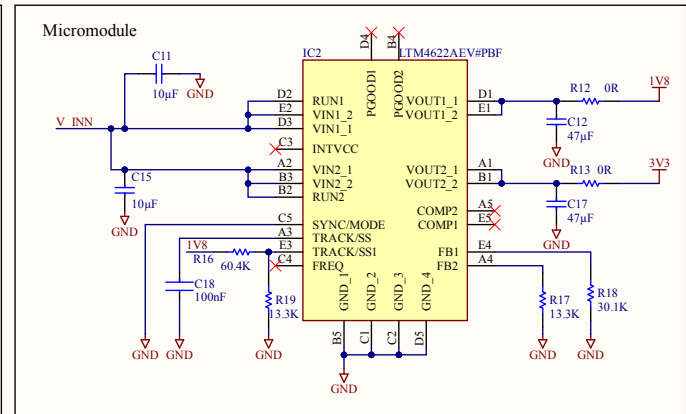 Micromodule
IC2
LTM4622AEV#PBF
D4
B4
PGOOD1
PGOOD2
C11
10µF
GND
V_INN
D2
E2
D3
C3
A2
B3
B2
C5
A3
E3
C4
RUN1
VIN1_2
VIN1_1
INTVCC
VIN2_1
VIN2_2
RUN2
SYNC/MODE
TRACK/SS
TRACK/SS1
FREQ
VOUT1_1
VOUT1_2
VOUT2_1
VOUT2_2
COMP2
COMP1
FB1
FB2
D1
E1
A1
B1
A5
E5
E4
A4
R12 0R
1V8
C12
47µF
GND
R13 0R
3V3
C17
47µF
GND
C15
10µF
GND
1V8
R16
60.4K
C18
100nF
R19
13.3K
GND_1
GND_2
GND_3
GND_4
B5
C1
C2
D5
R17
13.3K
R18
30.1K
GND
GND
GND
GND
GND
GND